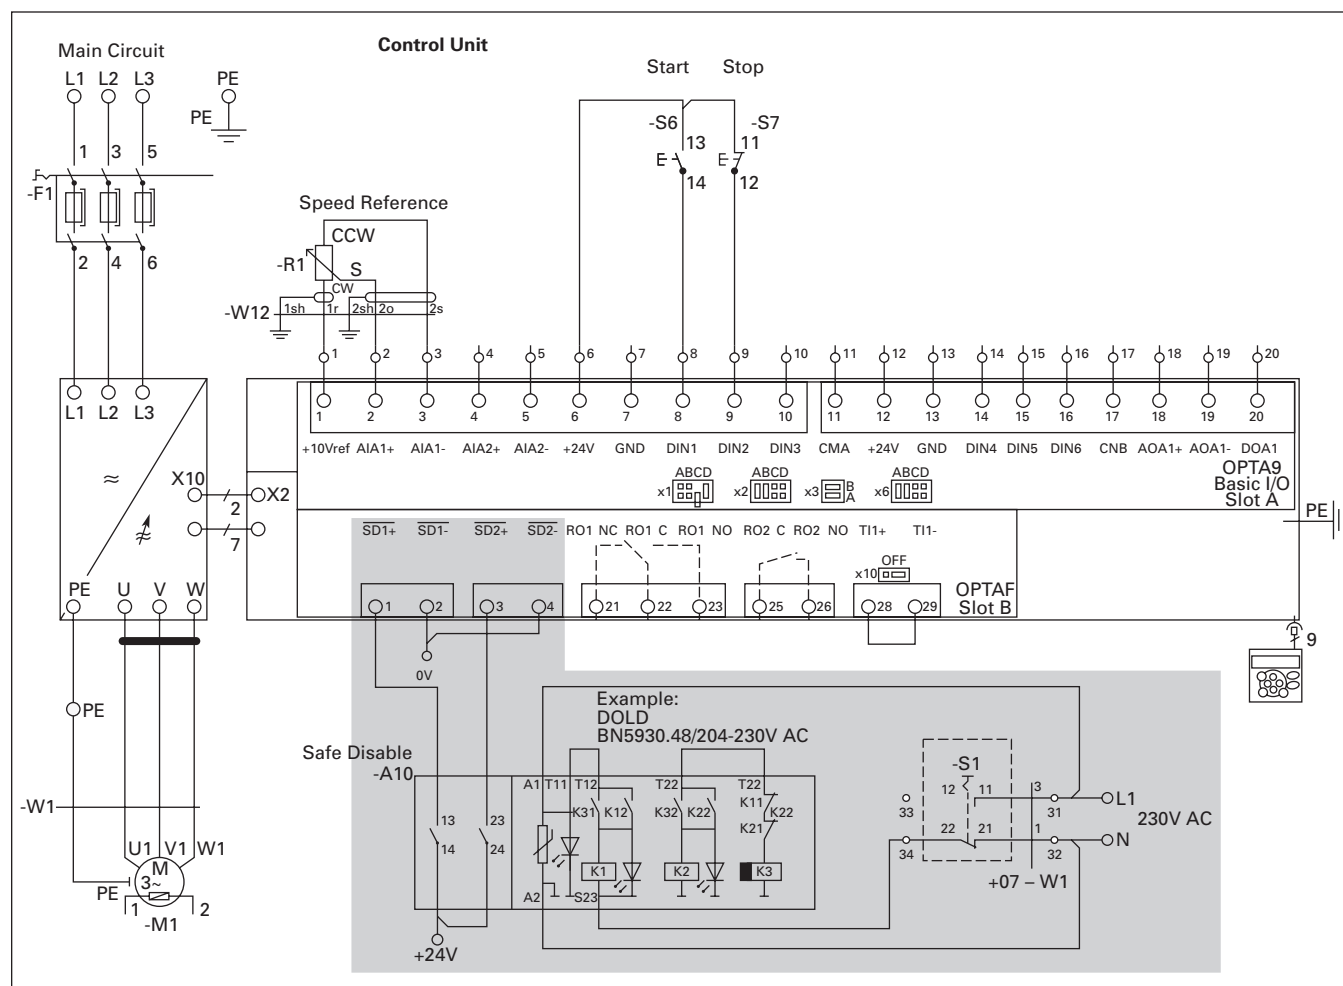 Main Circuit
Control Unit
L1 L2 L3 PE
PE
Start Stop
-S6 -S7
13 11
14 12
1 3 5
-F1
2 4 6
Speed Reference
CCW
-R1 S
CW
-W12 1sh 1r 2sh 2o 2s
1 2 3 4 5 6 7 8 9 10 11 12 13 14 15 16 17 18 19 20
L1 L2 L3
1 2 3 4 5 6 7 8 9 10 11 12 13 14 15 16 17 18 19 20
+10Vref AIA1+ AIA1- AIA2+ AIA2- +24V GND DIN1 DIN2 DIN3 CMA +24V GND DIN4 DIN5 DIN6 CNB AOA1+ AOA1- DOA1
OPTA9
Basic I/O
Slot A
ABCD ABCD ABCD
x1 x2 x3 B A x6
≈
X10 X2
2
7
PE
SD1+ SD1- SD2+ SD2- RO1 NC RO1 C RO1 NO RO2 C RO2 NO TI1+ TI1-
OFF
x10
OPTAF
Slot B
PE U V W
1 2 3 4 21 22 23 25 26 28 29
9
0V
PE
Example:
DOLD
BN5930.48/204-230V AC
Safe Disable
-A10
A1 T11 T12 T22 T22
K31 K12 K32 K22 K11 K22
K21
13 23
14 24
K1 K2 K3
A2 S23
+24V
-S1
12 11 3
33 31
L1
230V AC
22 21 1
34 32
N
+07 – W1
-W1
U1 V1 W1
M
3~
PE
1 2
-M1